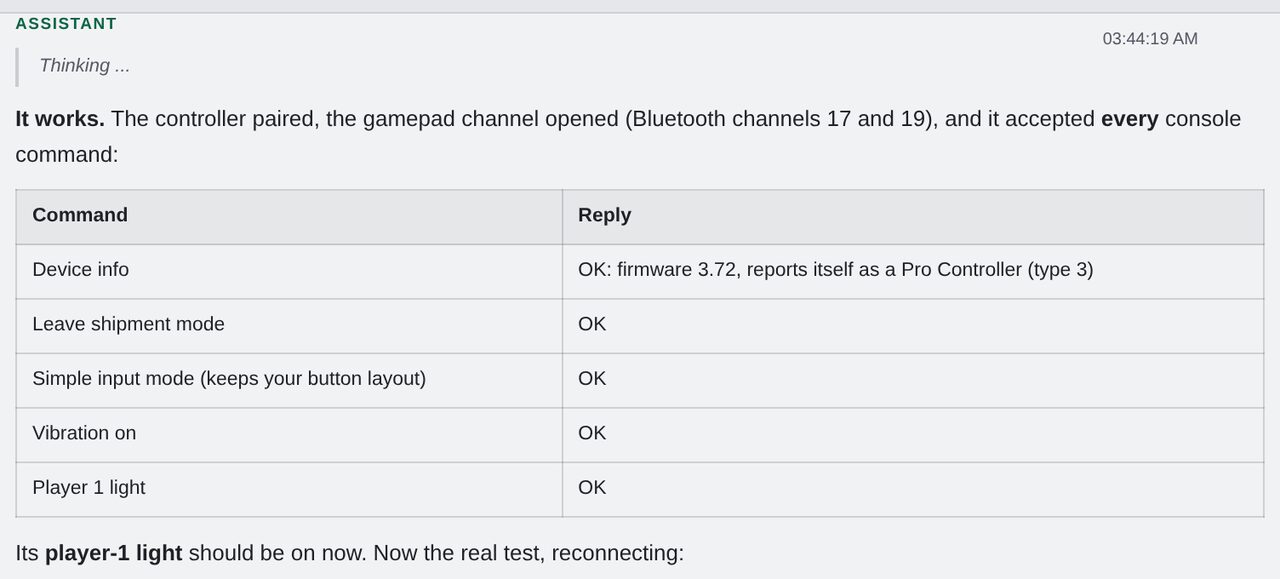 ASSISTANT
03:44:19 AM
Thinking ...
It works. The controller paired, the gamepad channel opened (Bluetooth channels 17 and 19), and it accepted every console
command:
Command Reply
Device info OK: firmware 3.72, reports itself as a Pro Controller (type 3)
Leave shipment mode OK
Simple input mode (keeps your button layout) OK
Vibration on OK
Player 1 light OK
Its player-1 light should be on now. Now the real test, reconnecting: